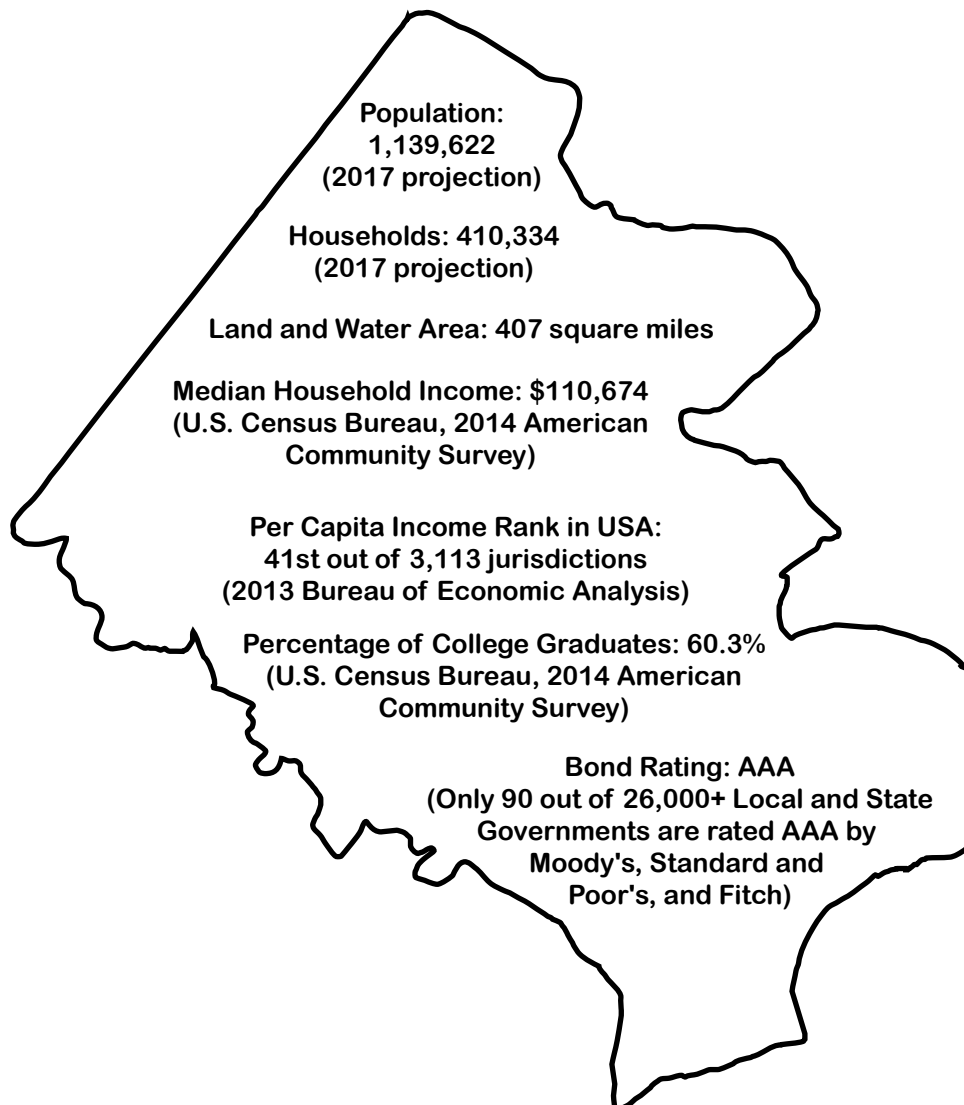 Population:
1,139,622
(2017 projection)
Households: 410,334
(2017 projection)
Land and Water Area: 407 square miles
Median Household Income: $110,674
(U.S. Census Bureau, 2014 American
Community Survey)
Per Capita Income Rank in USA:
41st out of 3,113 jurisdictions
(2013 Bureau of Economic Analysis)
Percentage of College Graduates: 60.3%
(U.S. Census Bureau, 2014 American
Community Survey)
Bond Rating: AAA
(Only 90 out of 26,000+ Local and State
Governments are rated AAA by
Moody's, Standard and
Poor's, and Fitch)